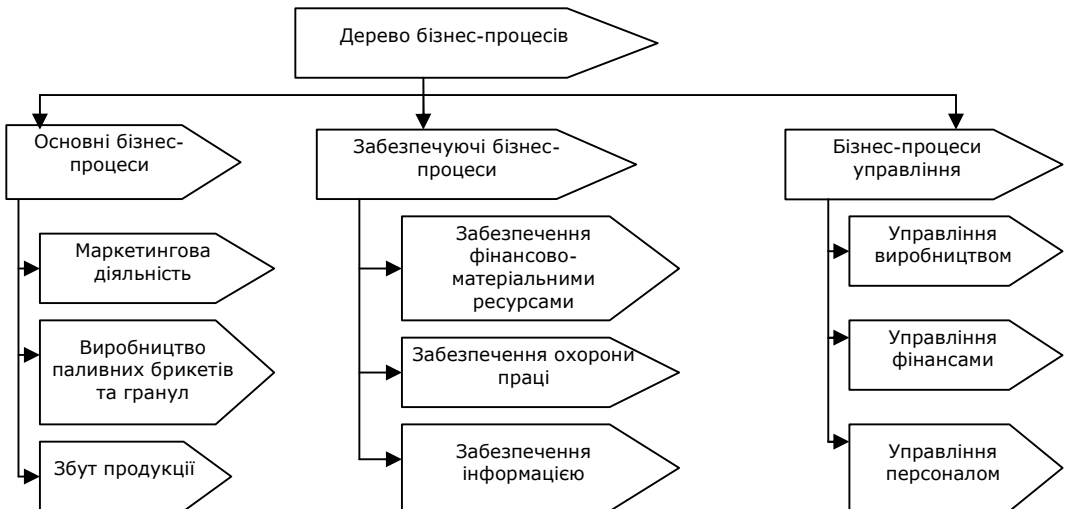 Дерево бізнес-процесів
Основні бізнес-
процеси
Маркетингова
діяльність
Виробництво
паливних брикетів
та гранул
Збут продукції
Забезпечуючі бізнес-
процеси
Забезпечення
фінансово-
матеріальними
ресурсами
Забезпечення охорони
праці
Забезпечення
інформацією
Бізнес-процеси
управління
Управління
виробництвом
Управління
фінансами
Управління
персоналом